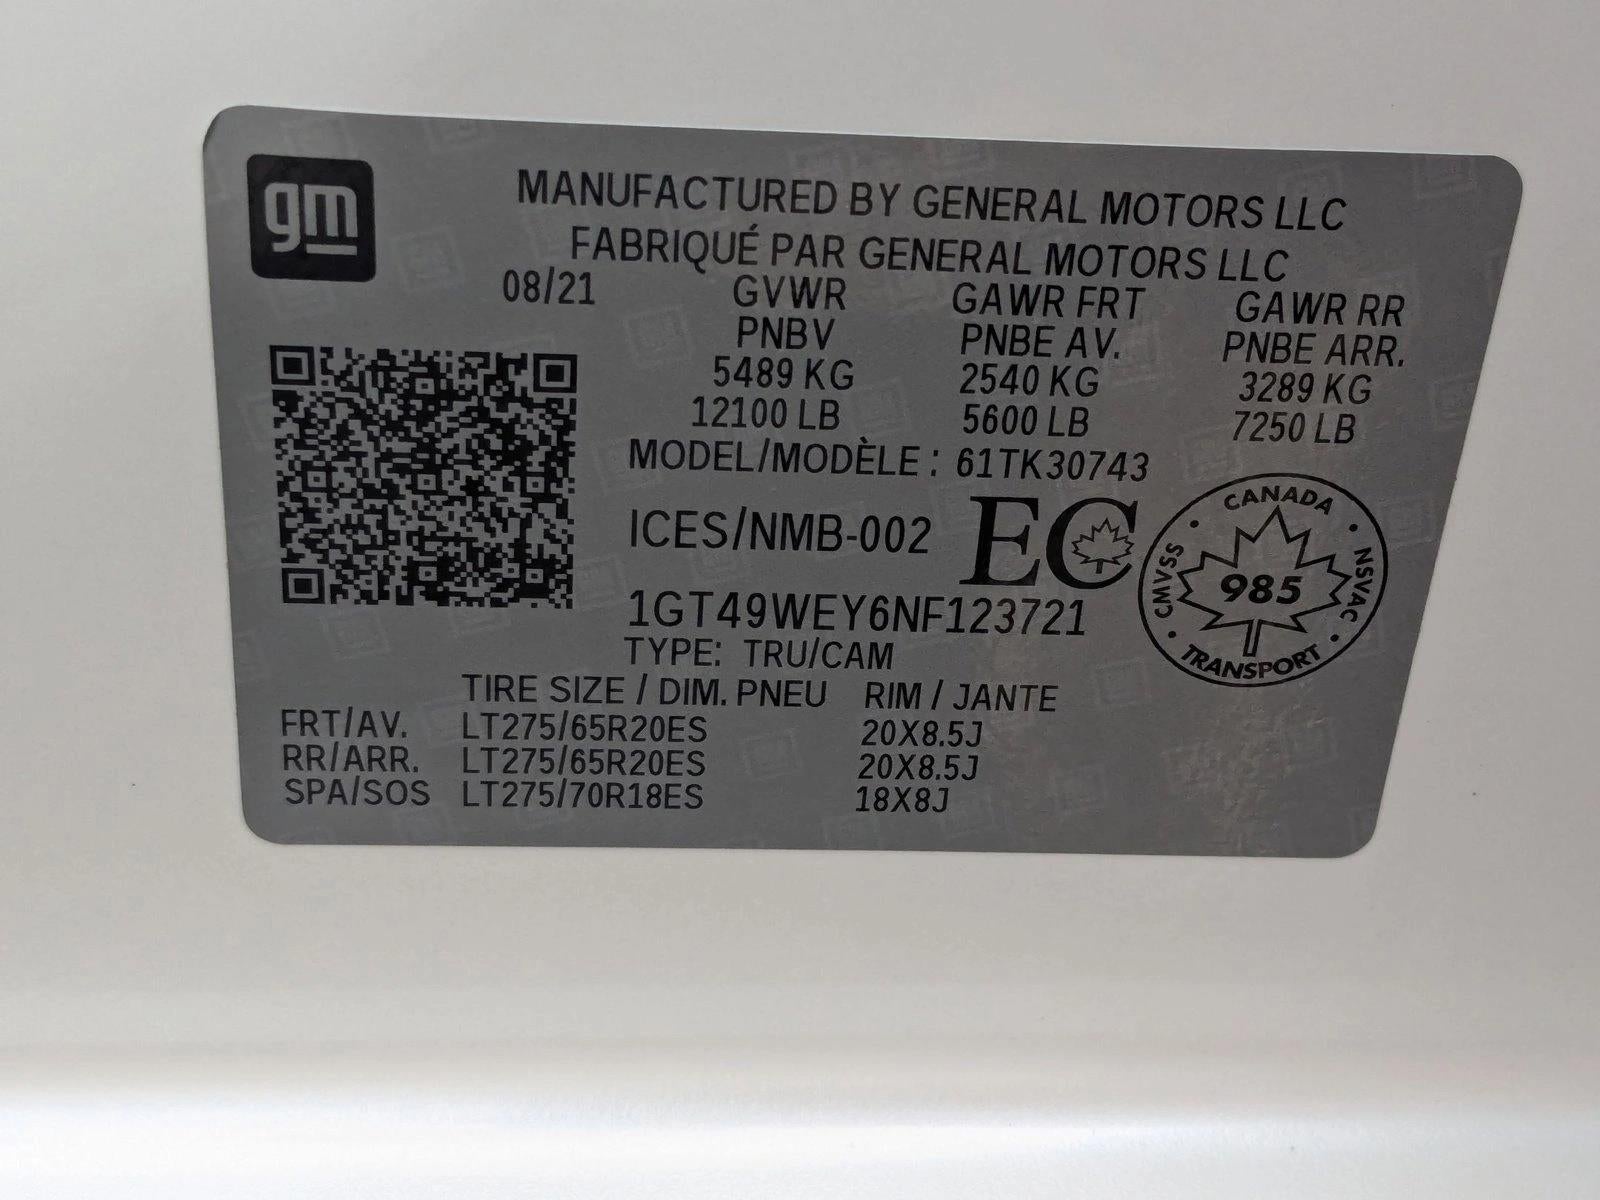 gm
MANUFACTURED BY GENERAL MOTORS LLC
FABRIQUÉ PAR GENERAL MOTORS LLC
08/21 GVWR GAWR FRT GAWR RR
PNBV PNBE AV. PNBE ARR.
5489 KG 2540 KG 3289 KG
12100 LB 5600 LB 7250 LB
MODEL/MODÈLE : 61TK30743
ICES/NMB-002 EC
CANADA
CMVSS 985 NSVAC
TRANSPORT
1GT49WEY6NF123721
TYPE: TRU/CAM
TIRE SIZE / DIM. PNEU RIM / JANTE
FRT/AV. LT275/65R20ES 20X8.5J
RR/ARR. LT275/65R20ES 20X8.5J
SPA/SOS LT275/70R18ES 18X8J